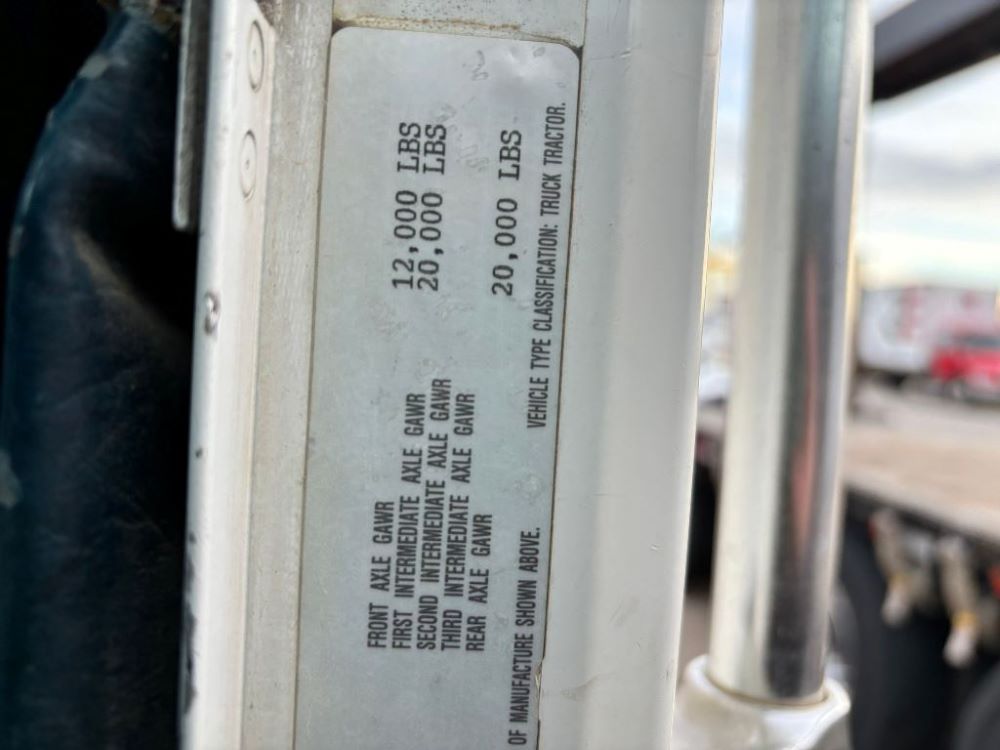 FRONT AXLE GAWR 12,000 LBS
FIRST INTERMEDIATE AXLE GAWR 20,000 LBS
SECOND INTERMEDIATE AXLE GAWR
THIRD INTERMEDIATE AXLE GAWR
REAR AXLE GAWR 20,000 LBS
OF MANUFACTURE SHOWN ABOVE. VEHICLE TYPE CLASSIFICATION: TRUCK TRACTOR.